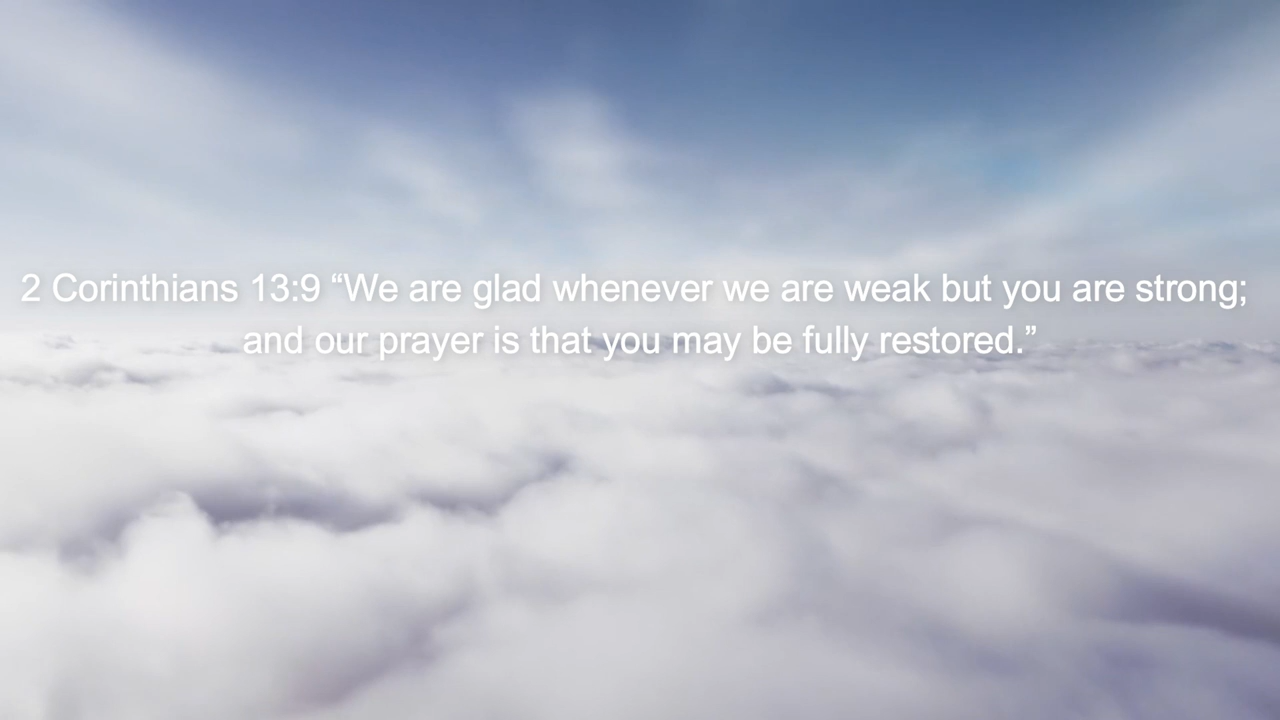 2 Corinthians 13:9 “We are glad whenever we are weak but you are strong;
and our prayer is that you may be fully restored.”